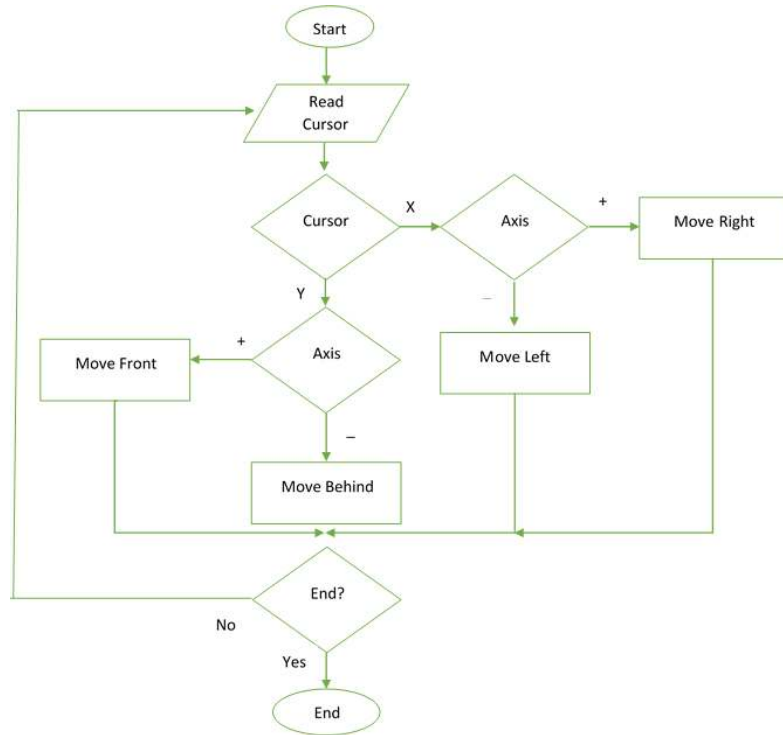 Start
Read
Cursor
Cursor
X
Axis
+
Move Right
Y
–
+
Move Front
Axis
Move Left
–
Move Behind
End?
No
Yes
End